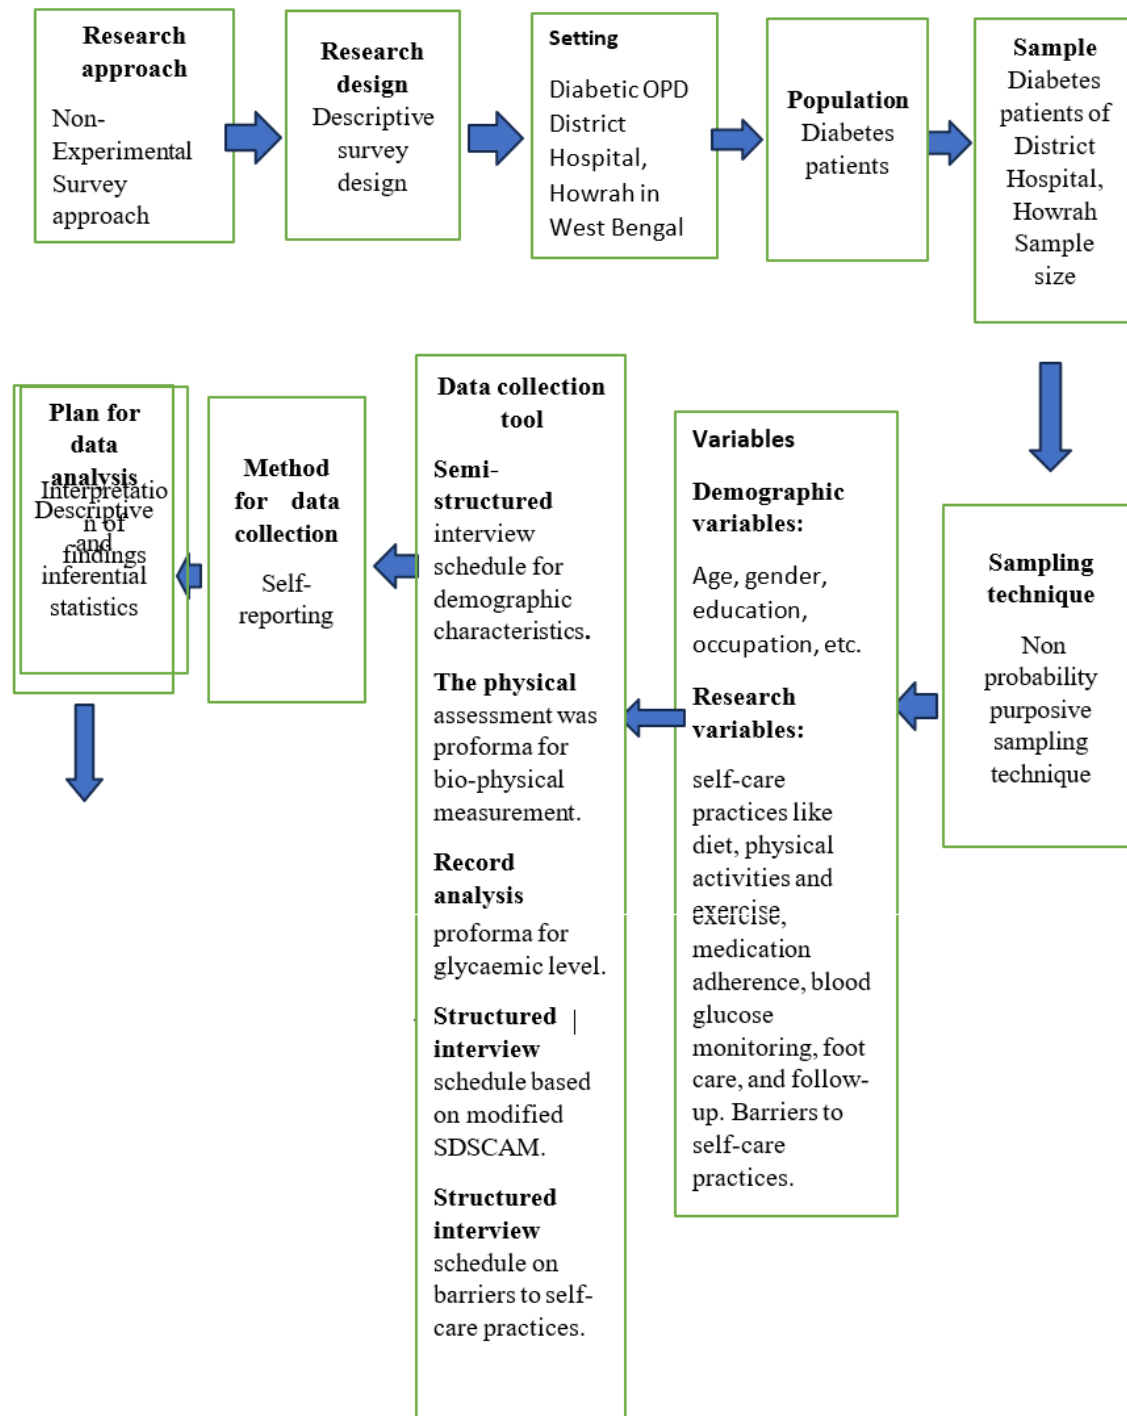 Research
approach
Non-
Experimental
Survey
approach
Research
design
Descriptive
survey
design
Setting
Diabetic OPD
District
Hospital,
Howrah in
West Bengal
Population
Diabetes
patients
Sample
Diabetes
patients of
District
Hospital,
Howrah
Sample
size
Sampling
technique
Non
probability
purposive
sampling
technique
Variables
Demographic
variables:
Age, gender,
education,
occupation, etc.
Research
variables:
self-care
practices like
diet, physical
activities and
exercise,
medication
adherence, blood
glucose
monitoring, foot
care, and follow-
up. Barriers to
self-care
practices.
Data collection
tool
Semi-
structured
interview
schedule for
demographic
characteristics.
The physical
assessment was
proforma for
bio-physical
measurement.
Record
analysis
proforma for
glycaemic level.
Structured
interview
schedule based
on modified
SDSCAM.
Structured
interview
schedule on
barriers to self-
care practices.
Method
for data
collection
Self-
reporting
Plan for
data
analysis
Descriptive
and
inferential
statistics
Interpretatio
n of
findings